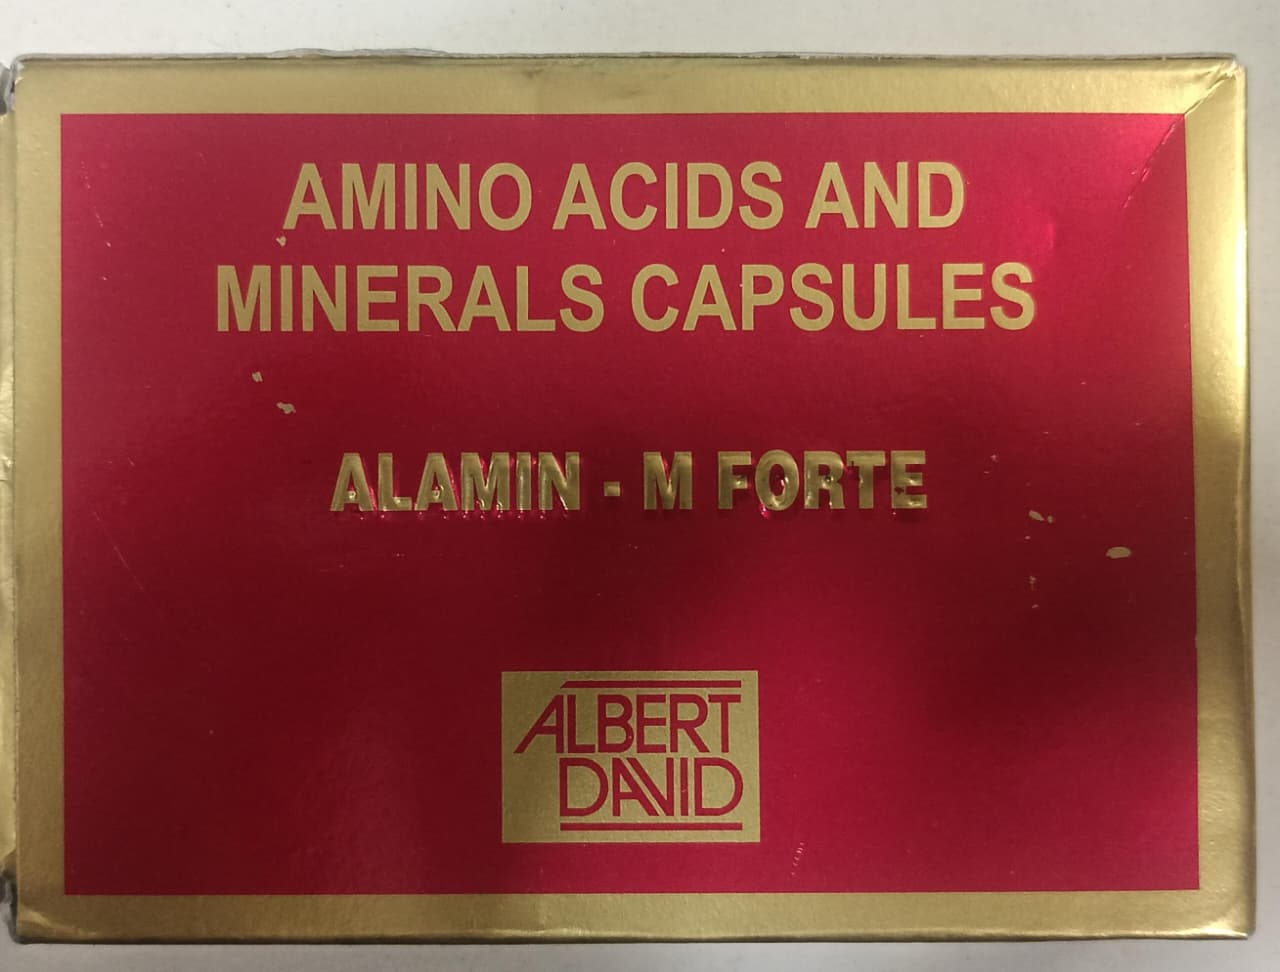 AMINO ACIDS AND
MINERALS CAPSULES
ALAMIN - M FORTE
ALBERT
DAVID